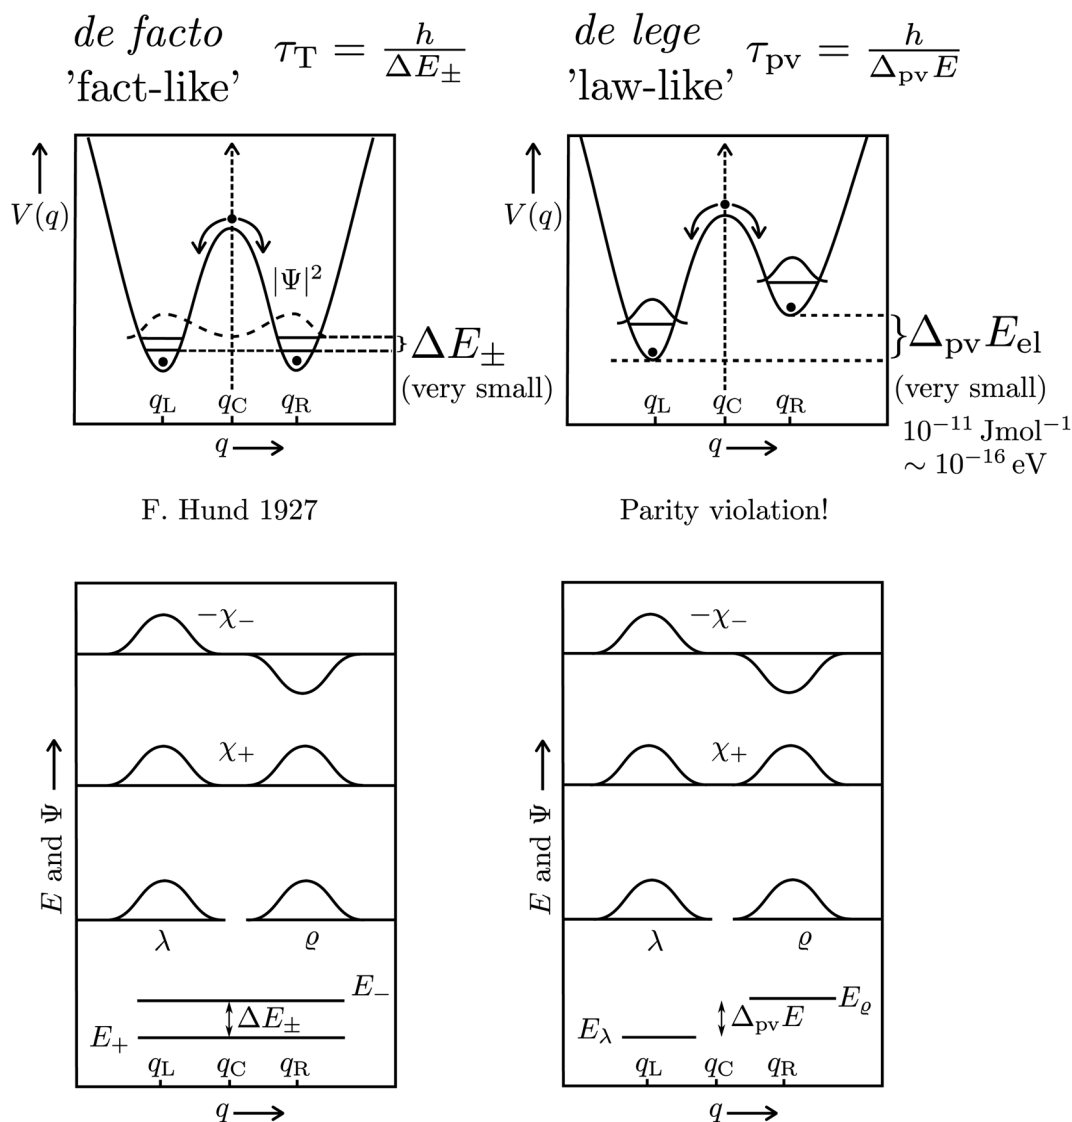 de facto
'fact-like'
τ_T = h/ΔE_±
de lege
'law-like'
τ_pv = h/Δ_pv E
V(q)
|Ψ|²
ΔE_±
(very small)
q_L q_C q_R
q
F. Hund 1927
V(q)
Δ_pv E_el
(very small)
10⁻¹¹ Jmol⁻¹
∼ 10⁻¹⁶ eV
q_L q_C q_R
q
Parity violation!
E and Ψ
−χ_−
χ_+
λ ϱ
E_−
ΔE_±
E_+
q_L q_C q_R
q
E and Ψ
−χ_−
χ_+
λ ϱ
E_ϱ
Δ_pv E
E_λ
q_L q_C q_R
q